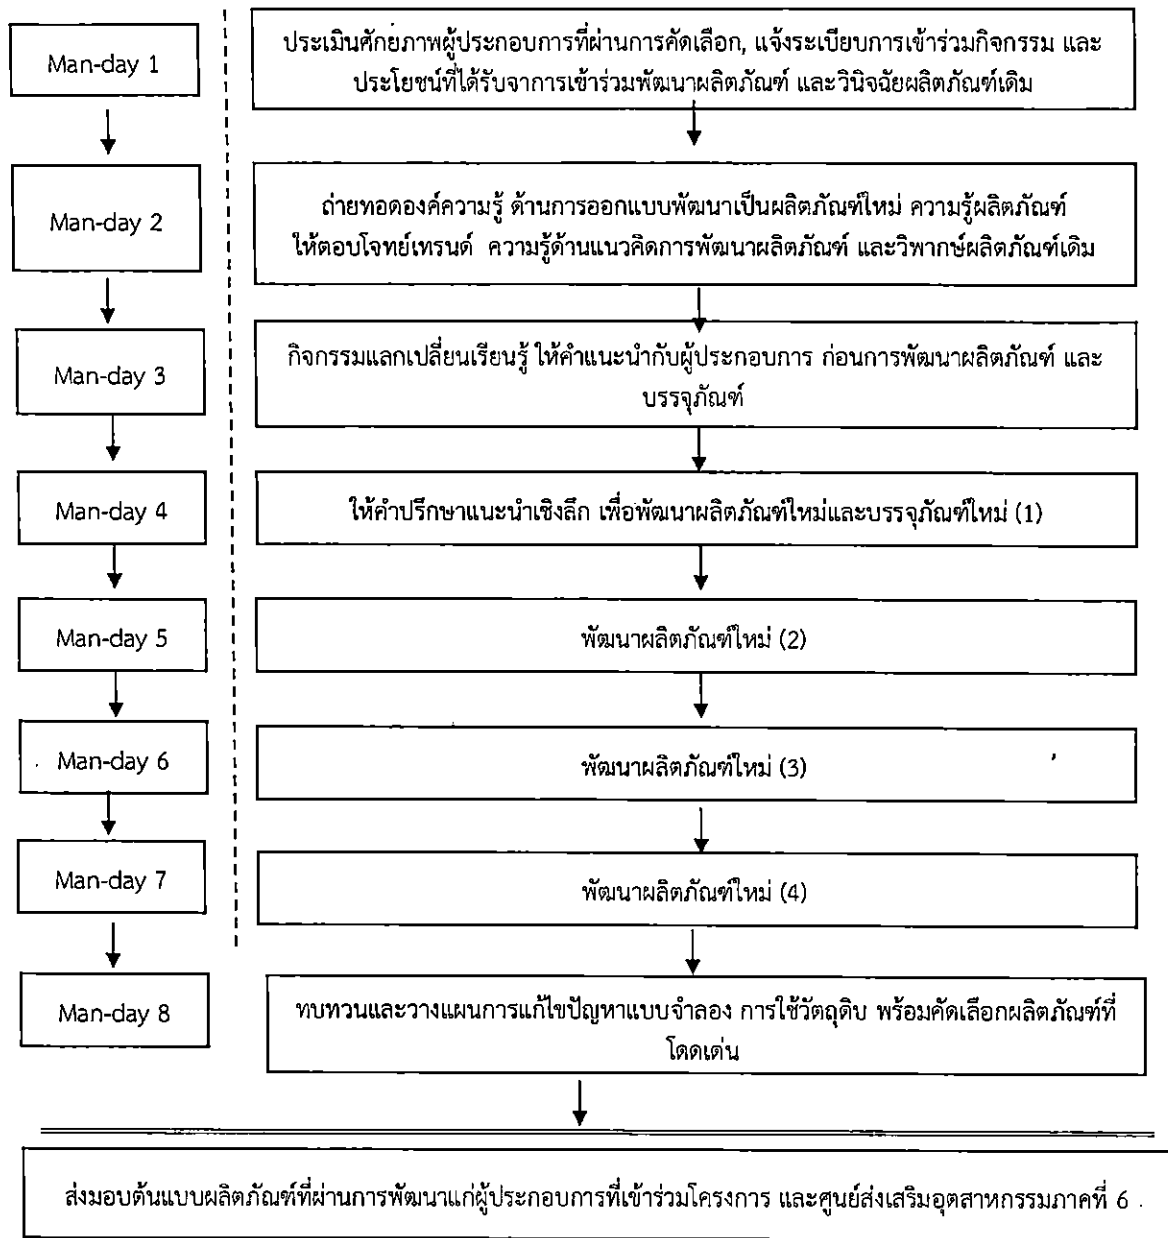 Man-day 1
ประเมินศักยภาพผู้ประกอบการที่ผ่านการคัดเลือก, แจ้งระเบียบการเข้าร่วมกิจกรรม และ
ประโยชน์ที่ได้รับจาการเข้าร่วมพัฒนาผลิตภัณฑ์ และวินิจฉัยผลิตภัณฑ์เดิม
Man-day 2
ถ่ายทอดองค์ความรู้ ด้านการออกแบบพัฒนาเป็นผลิตภัณฑ์ใหม่ ความรู้ผลิตภัณฑ์
ให้ตอบโจทย์เทรนด์ ความรู้ด้านแนวคิดการพัฒนาผลิตภัณฑ์ และวิพากษ์ผลิตภัณฑ์เดิม
Man-day 3
กิจกรรมแลกเปลี่ยนเรียนรู้ ให้คำแนะนำกับผู้ประกอบการ ก่อนการพัฒนาผลิตภัณฑ์ และ
บรรจุภัณฑ์
Man-day 4
ให้คำปรึกษาแนะนำเชิงลึก เพื่อพัฒนาผลิตภัณฑ์ใหม่และบรรจุภัณฑ์ใหม่ (1)
Man-day 5
พัฒนาผลิตภัณฑ์ใหม่ (2)
Man-day 6
พัฒนาผลิตภัณฑ์ใหม่ (3)
Man-day 7
พัฒนาผลิตภัณฑ์ใหม่ (4)
Man-day 8
ทบทวนและวางแผนการแก้ไขปัญหาแบบจำลอง การใช้วัตถุดิบ พร้อมคัดเลือกผลิตภัณฑ์ที่
โดดเด่น
ส่งมอบต้นแบบผลิตภัณฑ์ที่ผ่านการพัฒนาแก่ผู้ประกอบการที่เข้าร่วมโครงการ และศูนย์ส่งเสริมอุตสาหกรรมภาคที่ 6